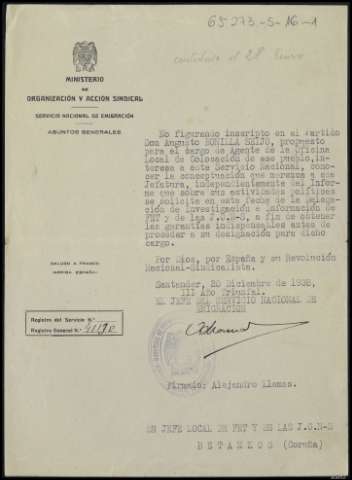 65273-5-16-1
contestado el 28 Enero
MINISTERIO
DE
ORGANIZACIÓN Y ACCIÓN SINDICAL
SERVICIO NACIONAL DE EMIGRACIÓN
ASUNTOS GENERALES
No figurando inscripto en el Partido
Don Augusto BONILLA SEIJO, propuesto
para el cargo de Agente de la Oficina
Local de Colocación de ese pueblo, in-
teresa a este Servicio Nacional, cono-
cer la conceptuación que merezca a esa
Jefatura, independientemente del Infor-
me que sobre sus actividades políticas
se solicita en esta fecha de la Delega-
ción de Investigación e Información de
FET y de las J.O.N-S, a fin de obtener
las garantías indispensables antes de
proceder a su designación para dicho
cargo.
Por Dios, por España y su Revolución
Nacional-Sindicalista.
SALUDO A FRANCO
¡ARRIBA ESPAÑA!
Santander, 20 Diciembre de 1938,
III Año Triunfal.
EL JEFE DEL SERVICIO NACIONAL DE
EMIGRACIÓN
Registro del Servicio N.º
Registro General N.º
Firmado: Alejandro Llamas.
SR JEFE LOCAL DE FET Y DE LAS J.O.N-S
BETANZOS (Coruña)